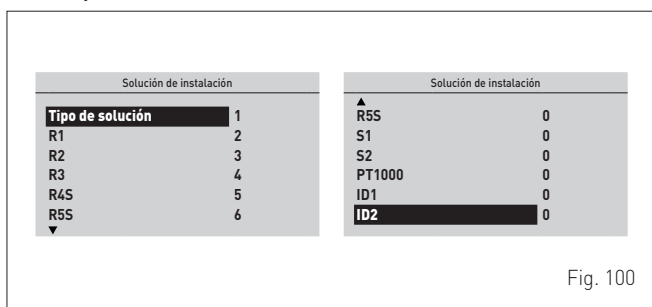 Solución de instalación
Tipo de solución 1
R1 2
R2 3
R3 4
R4S 5
R5S 6
▼
Solución de instalación
▲
R5S 0
S1 0
S2 0
PT1000 0
ID1 0
ID2 0
Fig. 100